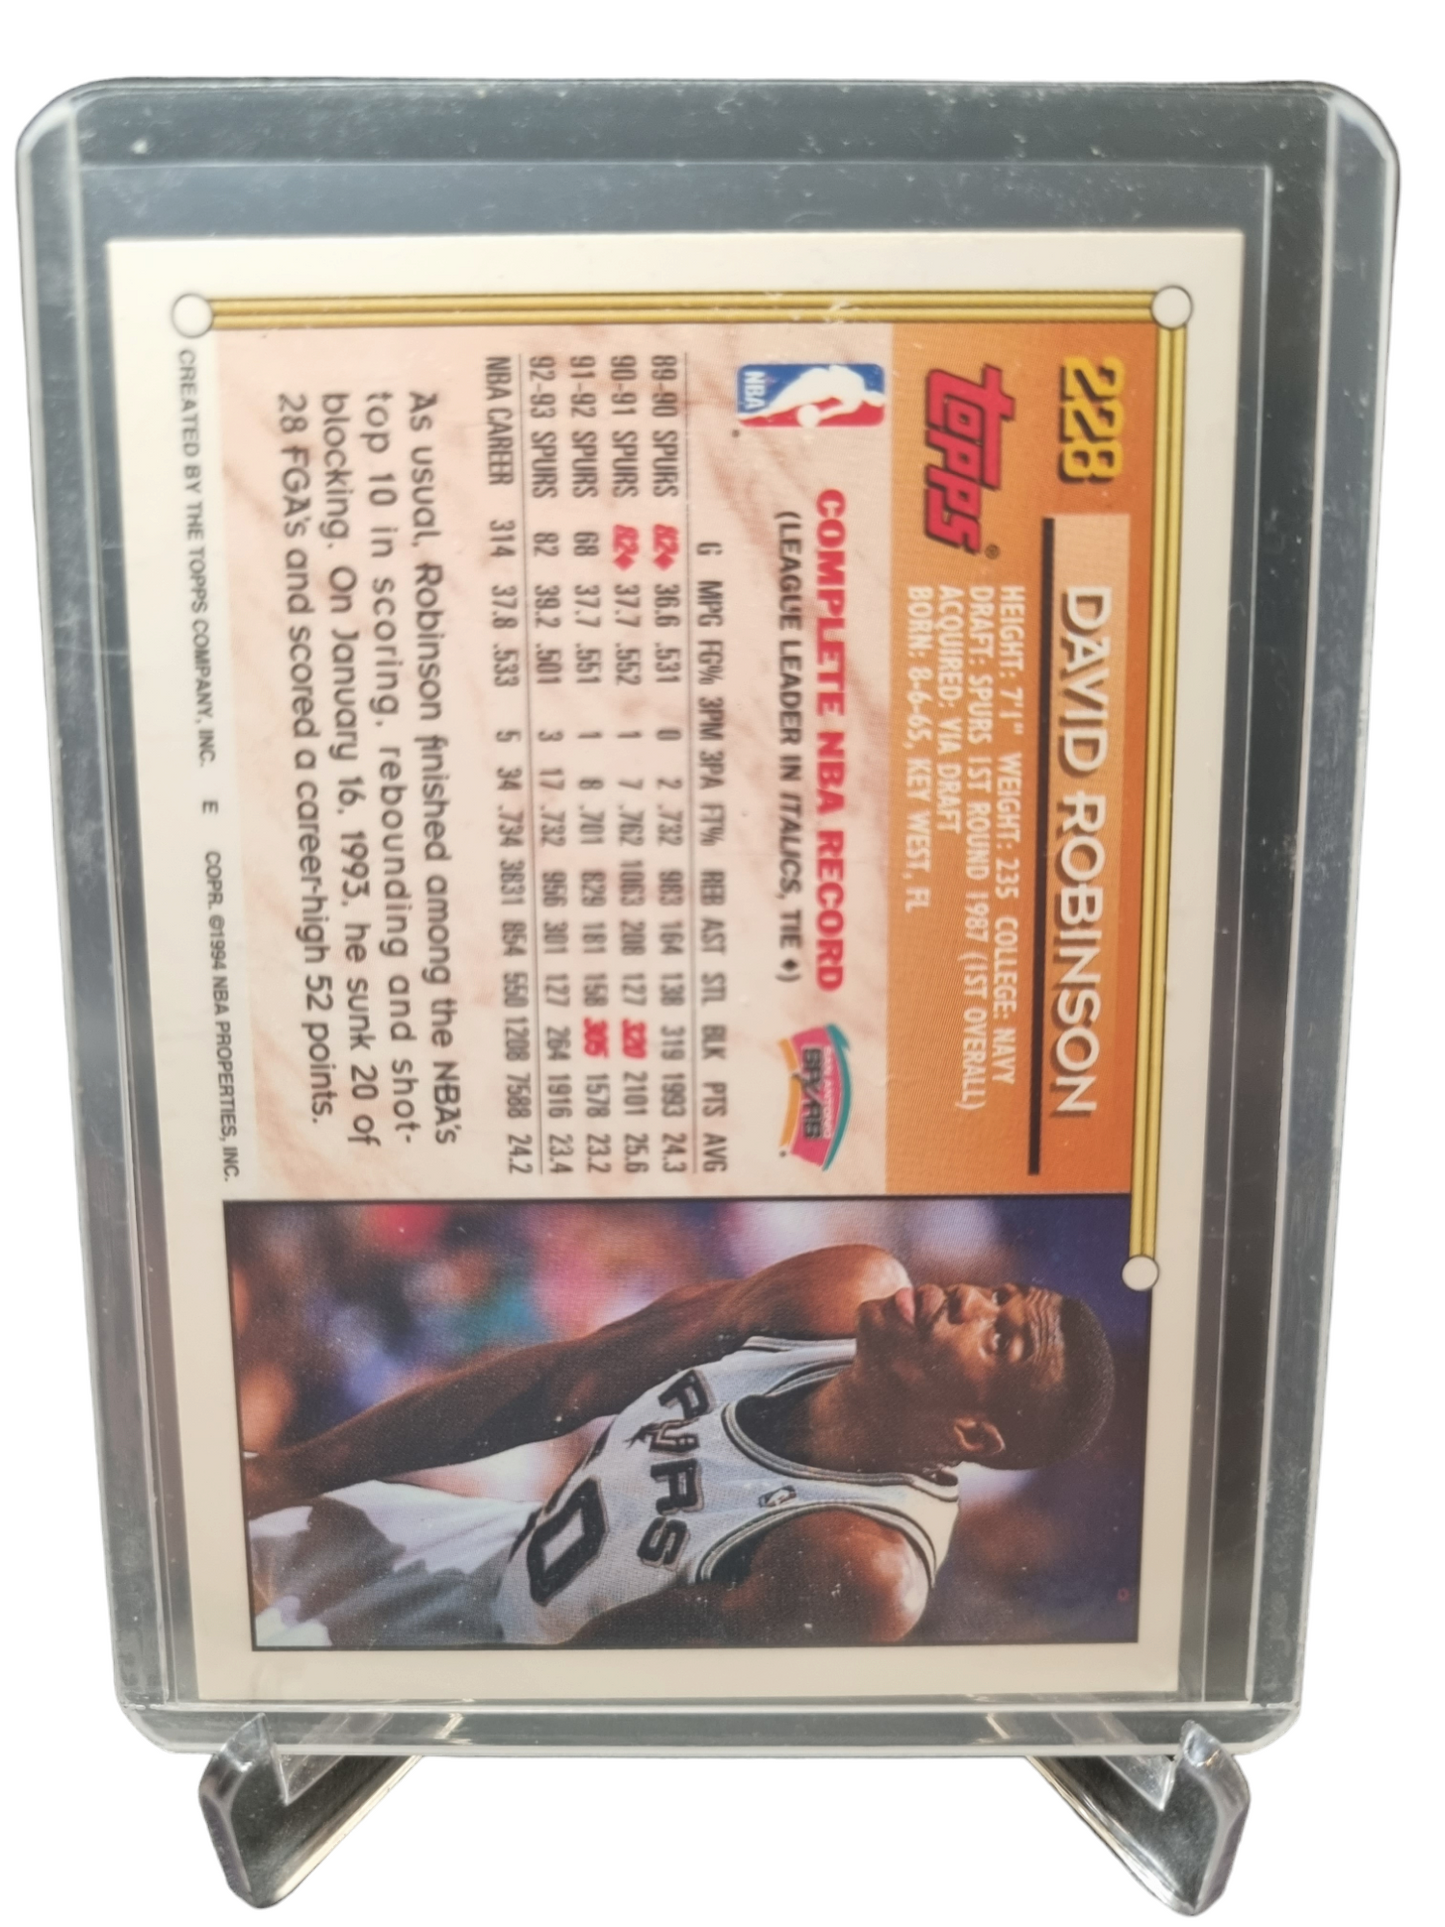 228
DAVID ROBINSON
TOPPS®
HEIGHT: 7'1" WEIGHT: 235 COLLEGE: NAVY
DRAFT: SPURS 1ST ROUND 1987 (1ST OVERALL)
ACQUIRED: VIA DRAFT
BORN: 8-6-65, KEY WEST, FL
NBA
COMPLETE NBA RECORD
(LEAGUE LEADER IN ITALICS, TIE ♦)
SAN ANTONIO
SPURS
G MPG FG% 3PM 3PA FT% REB AST STL BLK PTS AVG
89-90 SPURS 82♦ 36.6 .531 0 2 .732 983 164 138 319 1993 24.3
90-91 SPURS 82♦ 37.7 .552 1 7 .762 1063 208 127 320 2101 25.6
91-92 SPURS 68 37.7 .551 1 8 .701 829 181 158 305 1578 23.2
92-93 SPURS 82 39.2 .501 3 17 .732 956 301 127 264 1916 23.4
NBA CAREER 314 37.8 .533 5 34 .734 3831 854 550 1208 7588 24.2
As usual, Robinson finished among the NBA's
top 10 in scoring, rebounding and shot-
blocking. On January 16, 1993, he sunk 20 of
28 FGA's and scored a career-high 52 points.
CREATED BY THE TOPPS COMPANY, INC. E COPR. ©1994 NBA PROPERTIES, INC.
PURS
0